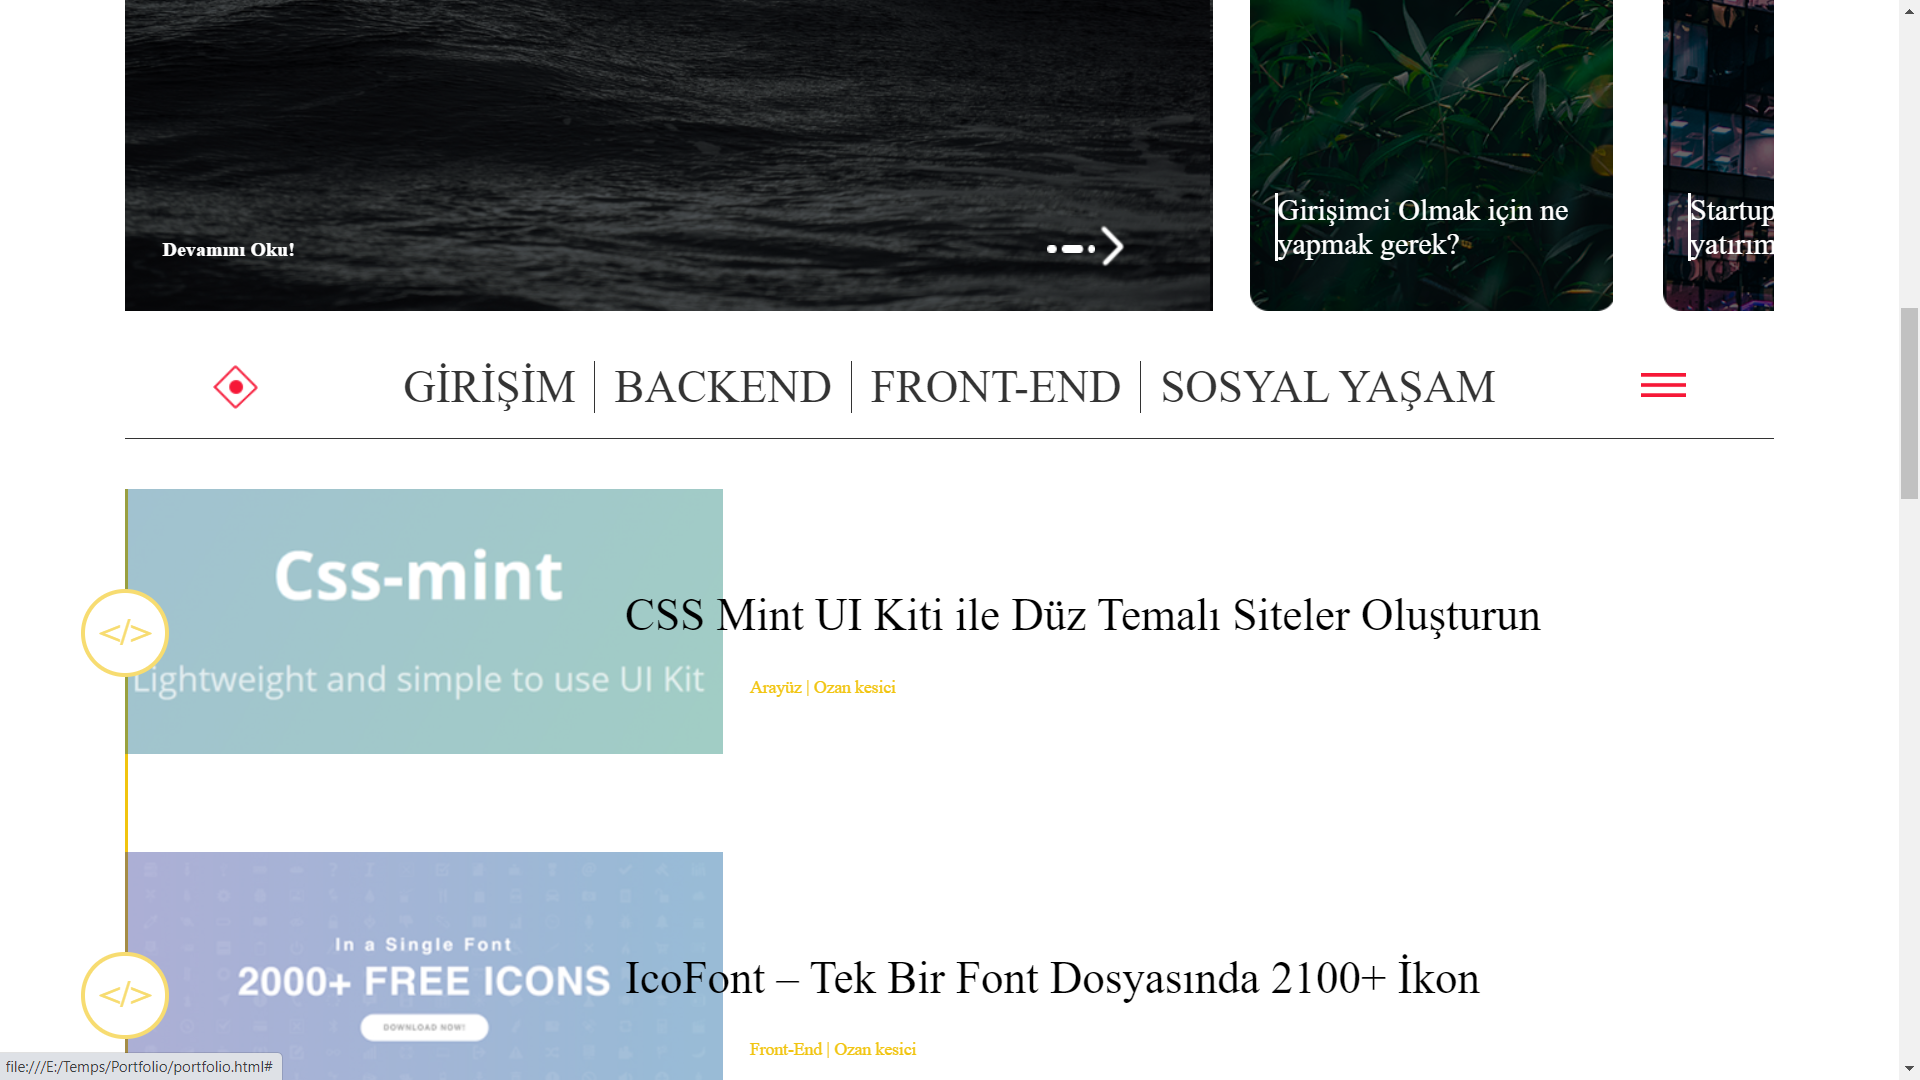 Devamını Oku!
Girişimci Olmak için ne
yapmak gerek?
Startup
yatırım
GİRİŞİM
BACKEND
FRONT-END
SOSYAL YAŞAM
Css-mint
Lightweight and simple to use UI Kit
</>
CSS Mint UI Kiti ile Düz Temalı Siteler Oluşturun
Arayüz | Ozan kesici
In a Single Font
2000+ FREE ICONS
DOWNLOAD NOW!
</>
IcoFont – Tek Bir Font Dosyasında 2100+ İkon
Front-End | Ozan kesici
file:///E:/Temps/Portfolio/portfolio.html#